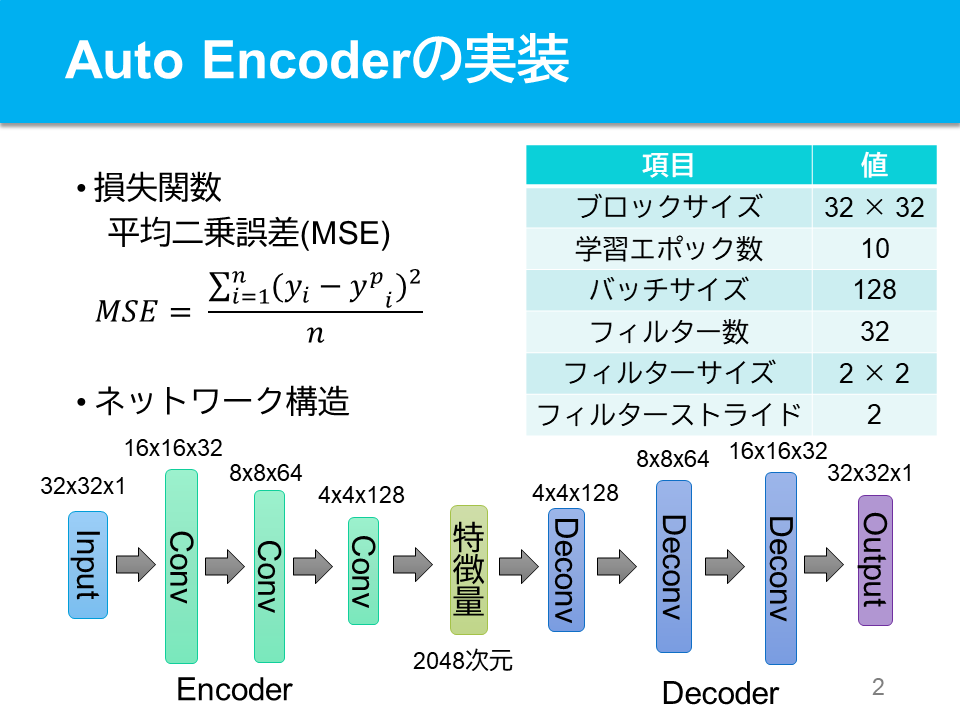 Auto Encoderの実装
• 損失関数
平均二乗誤差(MSE)
MSE = ∑ⁿᵢ₌₁(yᵢ − yᵖᵢ)² / n
項目 値
ブロックサイズ 32 × 32
学習エポック数 10
バッチサイズ 128
フィルター数 32
フィルターサイズ 2 × 2
フィルターストライド 2
• ネットワーク構造
32x32x1
16x16x32
8x8x64
4x4x128
4x4x128
8x8x64
16x16x32
32x32x1
Input
Conv
Conv
Conv
特徴量
Deconv
Deconv
Deconv
Output
2048次元
Encoder
Decoder
2